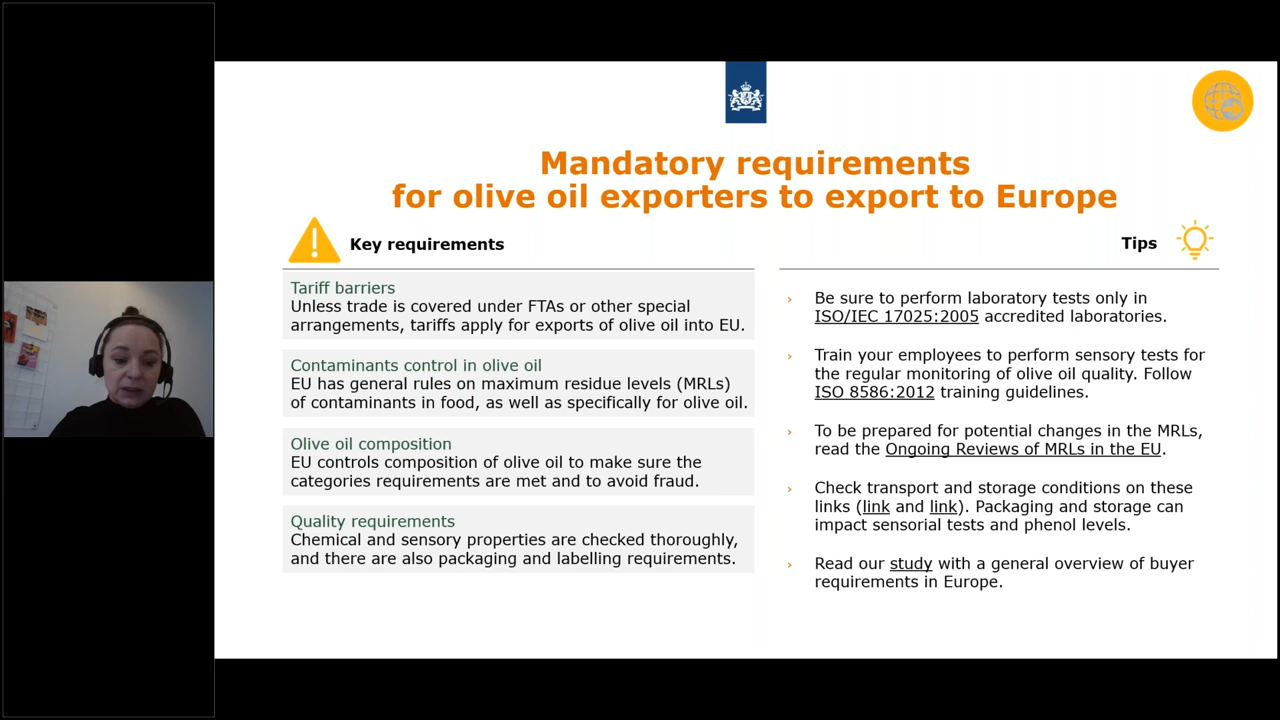 Mandatory requirements
for olive oil exporters to export to Europe
Key requirements
Tariff barriers
Unless trade is covered under FTAs or other special
arrangements, tariffs apply for exports of olive oil into EU.
Contaminants control in olive oil
EU has general rules on maximum residue levels (MRLs)
of contaminants in food, as well as specifically for olive oil.
Olive oil composition
EU controls composition of olive oil to make sure the
categories requirements are met and to avoid fraud.
Quality requirements
Chemical and sensory properties are checked thoroughly,
and there are also packaging and labelling requirements.
Tips
› Be sure to perform laboratory tests only in
ISO/IEC 17025:2005 accredited laboratories.
› Train your employees to perform sensory tests for
the regular monitoring of olive oil quality. Follow
ISO 8586:2012 training guidelines.
› To be prepared for potential changes in the MRLs,
read the Ongoing Reviews of MRLs in the EU.
› Check transport and storage conditions on these
links (link and link). Packaging and storage can
impact sensorial tests and phenol levels.
› Read our study with a general overview of buyer
requirements in Europe.